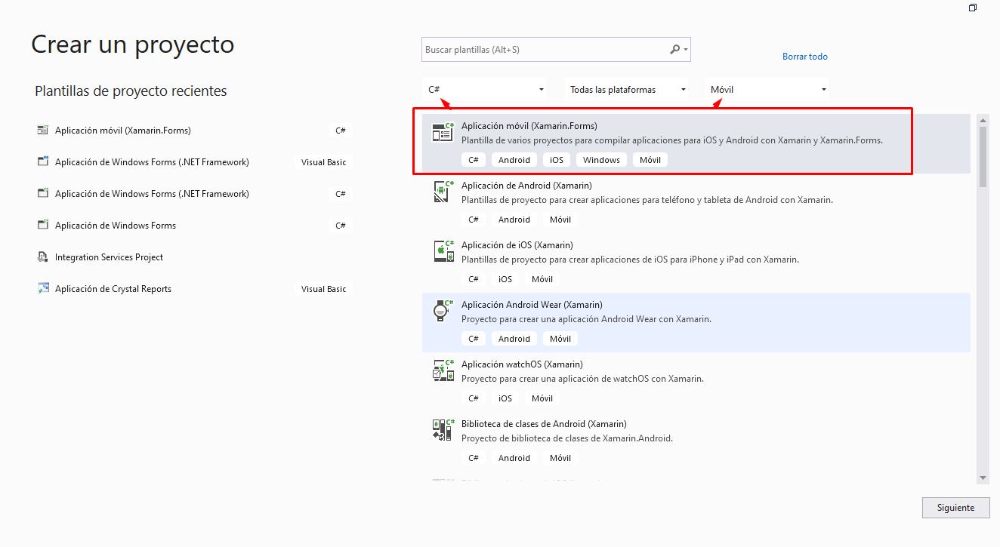 Crear un proyecto
Plantillas de proyecto recientes
Aplicación móvil (Xamarin.Forms) C#
Aplicación de Windows Forms (.NET Framework) Visual Basic
Aplicación de Windows Forms (.NET Framework) C#
Aplicación de Windows Forms C#
Integration Services Project
Aplicación de Crystal Reports Visual Basic
Buscar plantillas (Alt+S)
Borrar todo
C# Todas las plataformas Móvil
Aplicación móvil (Xamarin.Forms)
Plantilla de varios proyectos para compilar aplicaciones para iOS y Android con Xamarin y Xamarin.Forms.
C# Android iOS Windows Móvil
Aplicación de Android (Xamarin)
Plantillas de proyecto para crear aplicaciones para teléfono y tableta de Android con Xamarin.
C# Android Móvil
Aplicación de iOS (Xamarin)
Plantillas de proyecto para crear aplicaciones de iOS para iPhone y iPad con Xamarin.
C# iOS Móvil
Aplicación Android Wear (Xamarin)
Proyecto para crear una aplicación Android Wear con Xamarin.
C# Android Móvil
Aplicación watchOS (Xamarin)
Proyecto para crear una aplicación de watchOS con Xamarin.
C# iOS Móvil
Biblioteca de clases de Android (Xamarin)
Proyecto de biblioteca de clases de Xamarin.Android.
C# Android Móvil
Siguiente